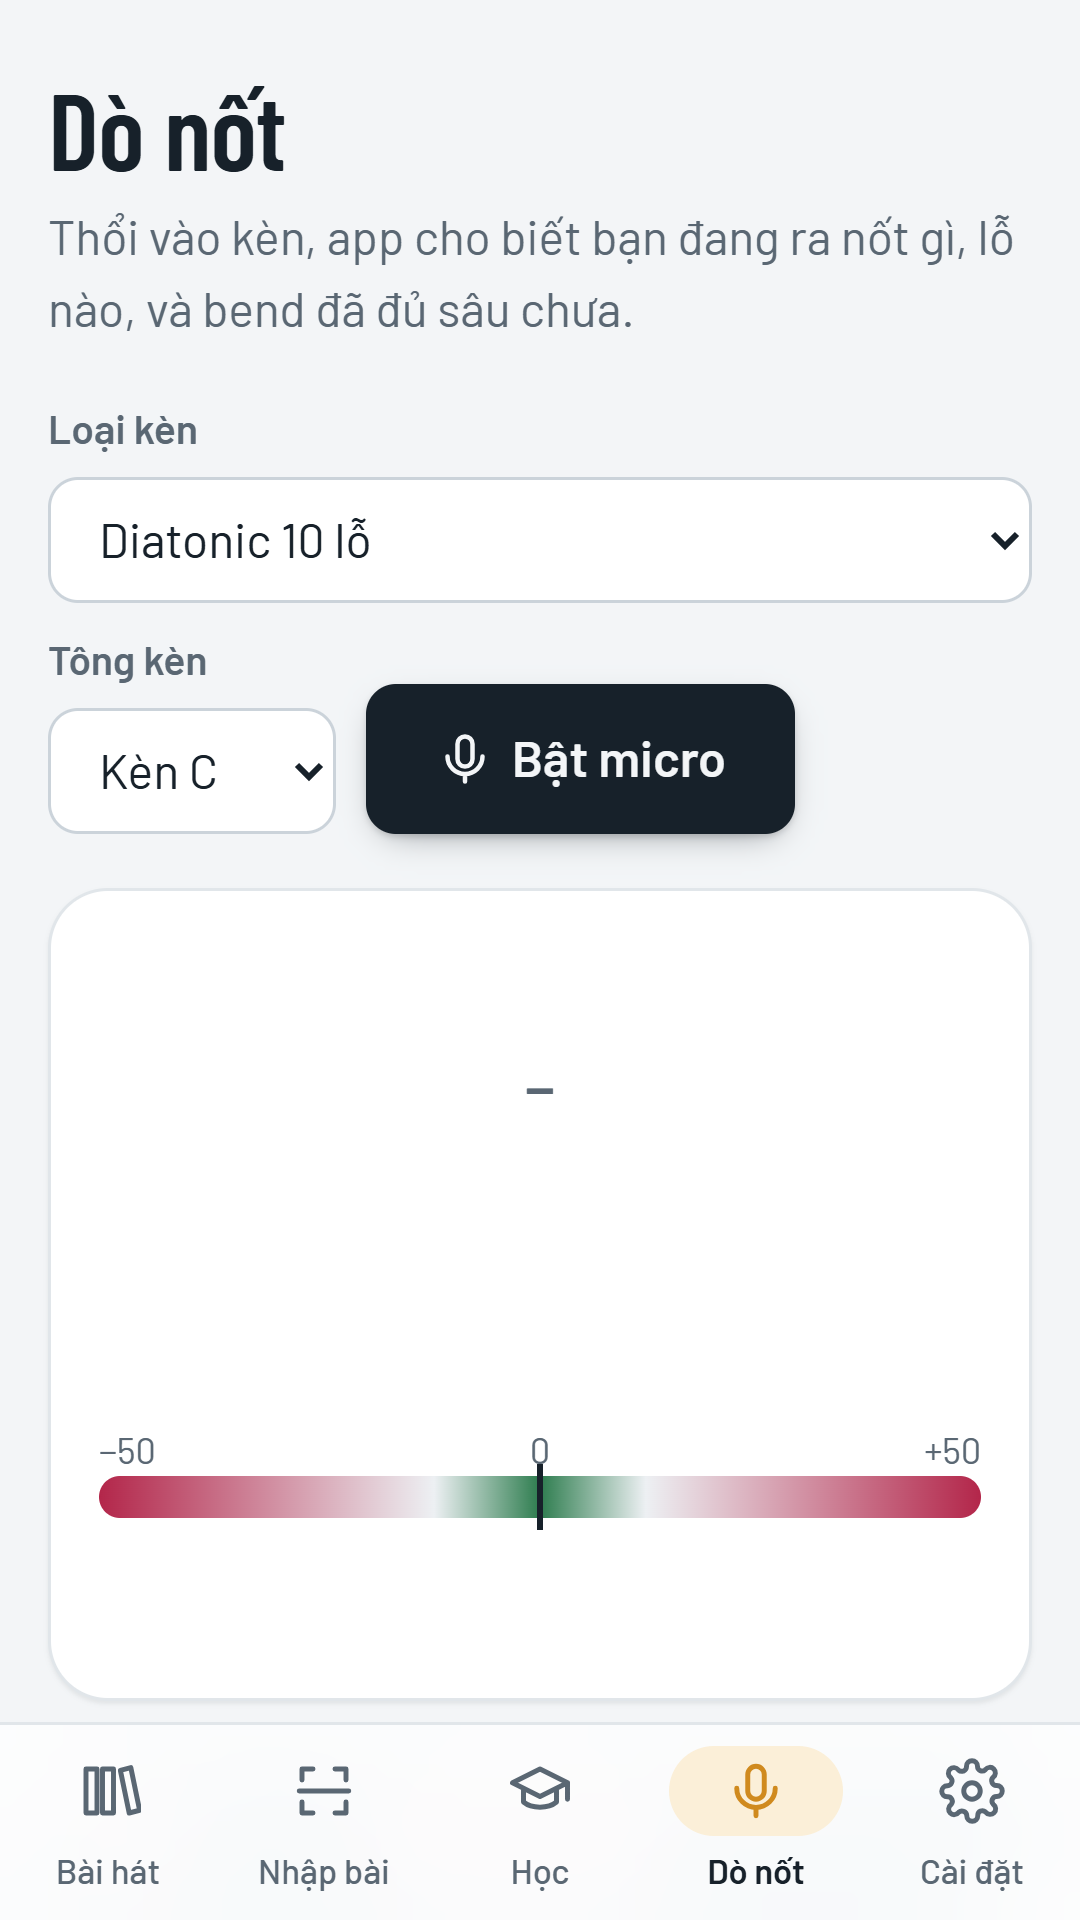 Dò nốt
Thổi vào kèn, app cho biết bạn đang ra nốt gì, lỗ
nào, và bend đã đủ sâu chưa.
Loại kèn
Diatonic 10 lỗ
Tông kèn
Kèn C
Bật micro
–
−50 0 +50
Bài hát Nhập bài Học Dò nốt Cài đặt